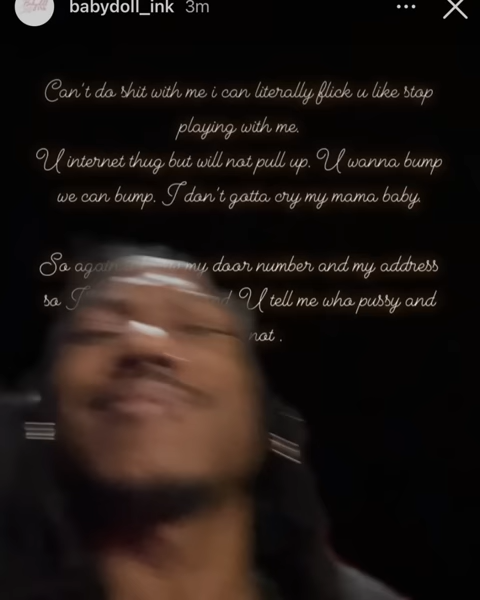 babydoll_ink 3m
Can't do shit with me i can literally flick u like stop
playing with me.
U internet thug but will not pull up. U wanna bump
we can bump. I don't gotta cry my mama baby.
So my door number and my address
so U tell me who pussy and
not .